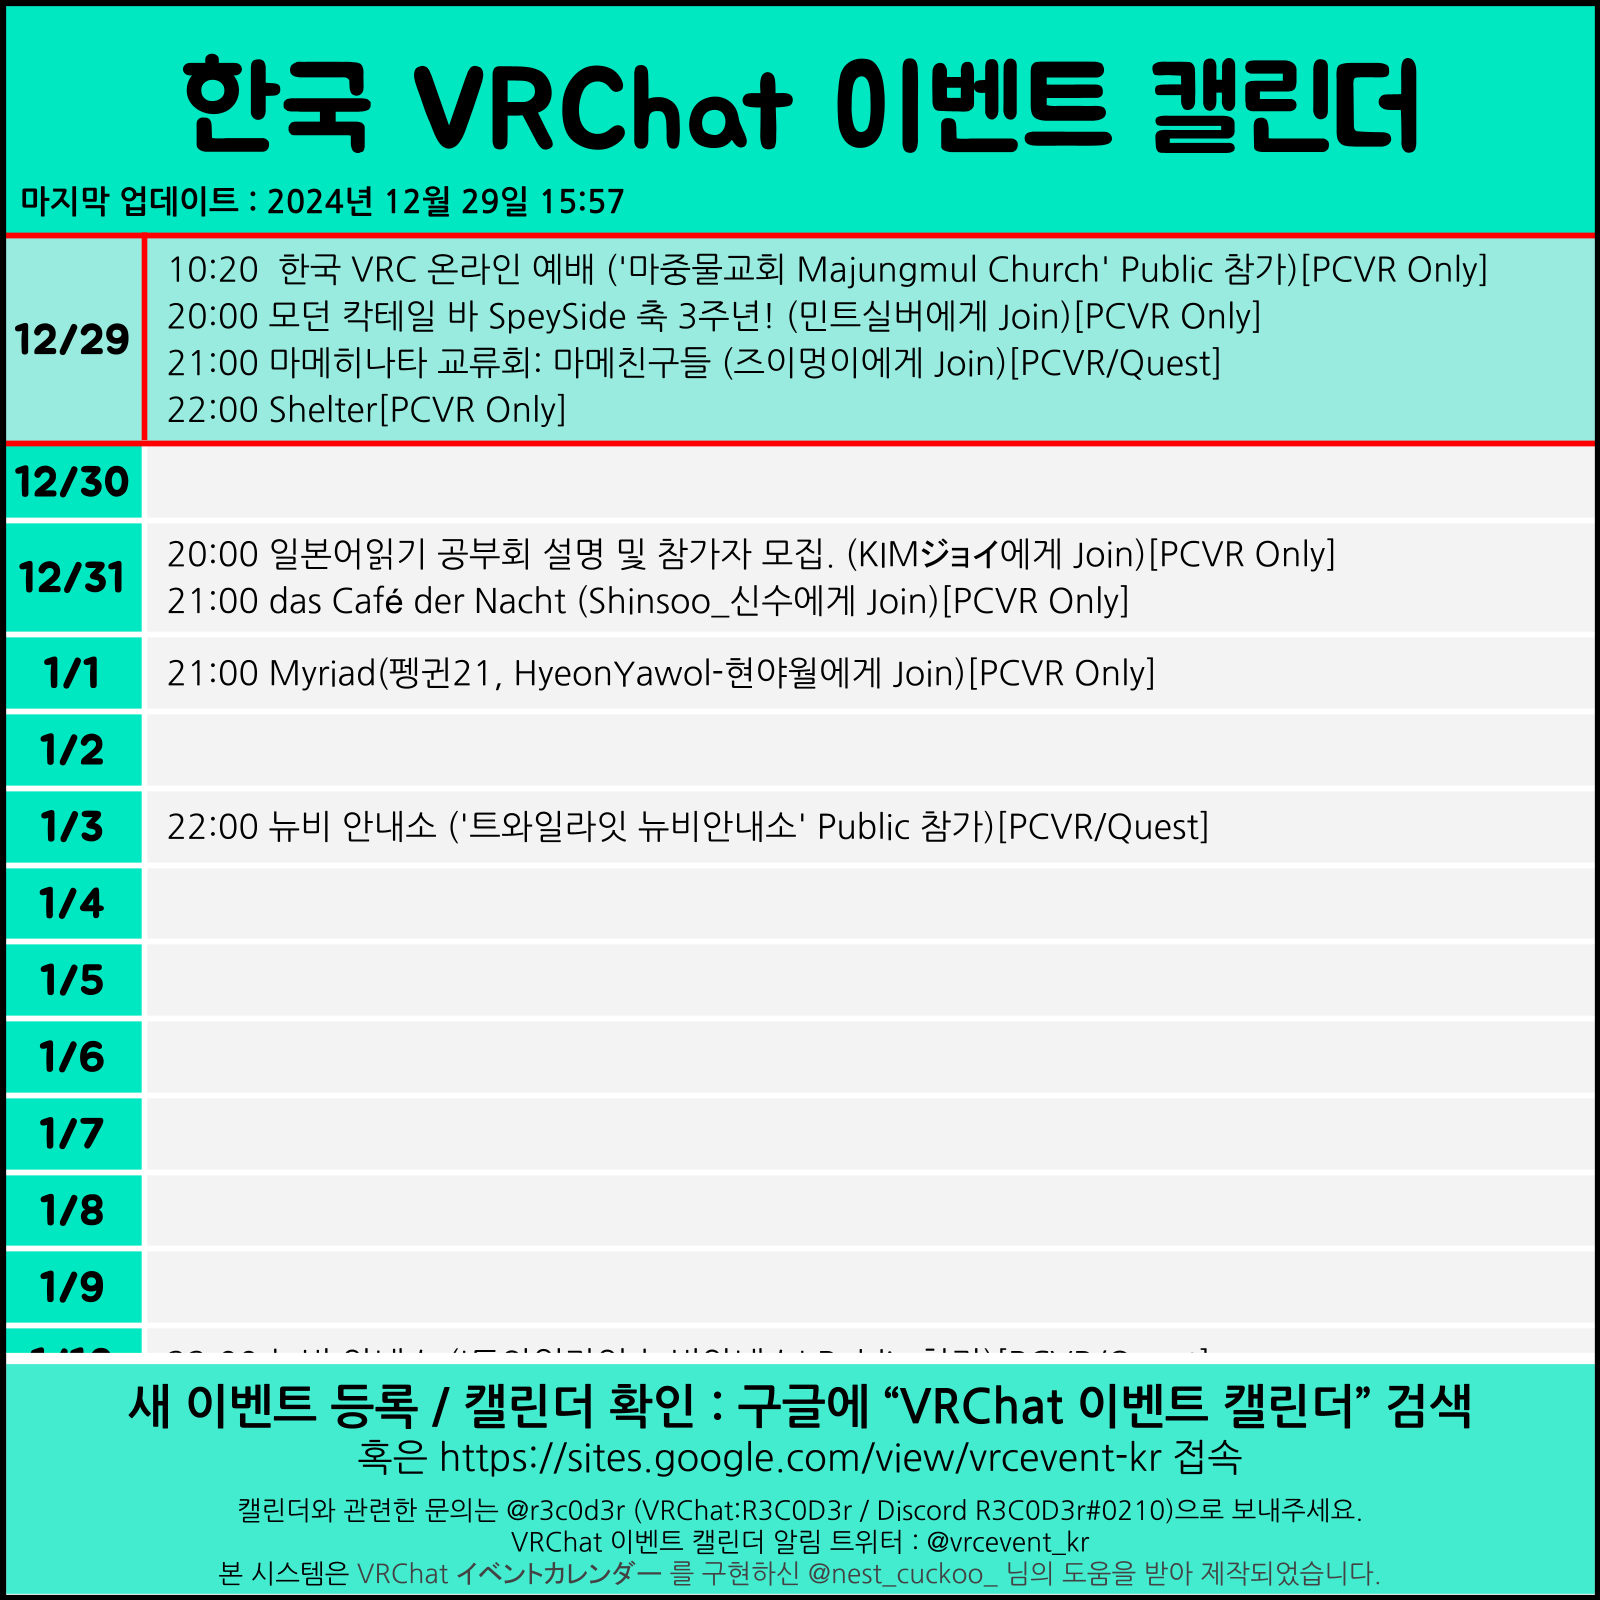 한국 VRChat 이벤트 캘린더
마지막 업데이트 : 2024년 12월 29일 15:57
12/29
10:20 한국 VRC 온라인 예배 ('마중물교회 Majungmul Church' Public 참가)[PCVR Only]
20:00 모던 칵테일 바 SpeySide 축 3주년! (민트실버에게 Join)[PCVR Only]
21:00 마메히나타 교류회: 마메친구들 (즈이멍이에게 Join)[PCVR/Quest]
22:00 Shelter[PCVR Only]
12/30
12/31
20:00 일본어읽기 공부회 설명 및 참가자 모집. (KIMジョイ에게 Join)[PCVR Only]
21:00 das Café der Nacht (Shinsoo_신수에게 Join)[PCVR Only]
1/1
21:00 Myriad(펭귄21, HyeonYawol-현야월에게 Join)[PCVR Only]
1/2
1/3
22:00 뉴비 안내소 ('트와일라잇 뉴비안내소' Public 참가)[PCVR/Quest]
1/4
1/5
1/6
1/7
1/8
1/9
새 이벤트 등록 / 캘린더 확인 : 구글에 “VRChat 이벤트 캘린더” 검색
혹은 https://sites.google.com/view/vrcevent-kr 접속
캘린더와 관련한 문의는 @r3c0d3r (VRChat:R3C0D3r / Discord R3C0D3r#0210)으로 보내주세요.
VRChat 이벤트 캘린더 알림 트위터 : @vrcevent_kr
본 시스템은 VRChat イベントカレンダー 를 구현하신 @nest_cuckoo_ 님의 도움을 받아 제작되었습니다.